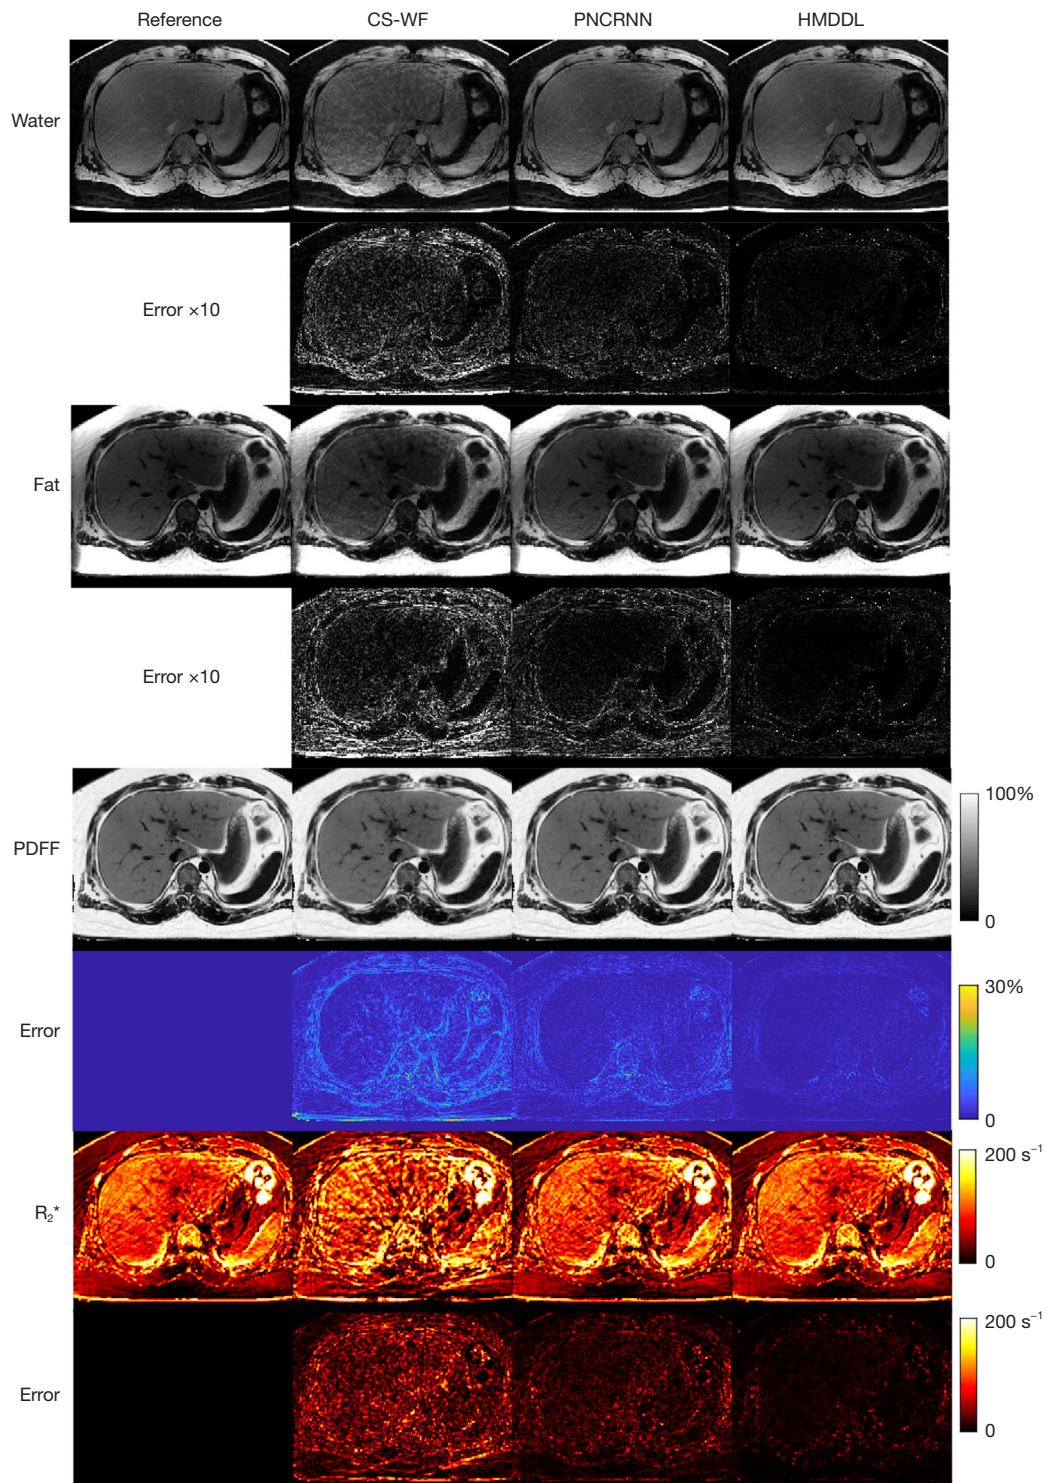 Reference CS-WF PNCRNN HMDDL
Water
Error ×10
Fat
Error ×10
PDFF
100%
0
Error
30%
0
R₂*
200 s⁻¹
0
Error
200 s⁻¹
0